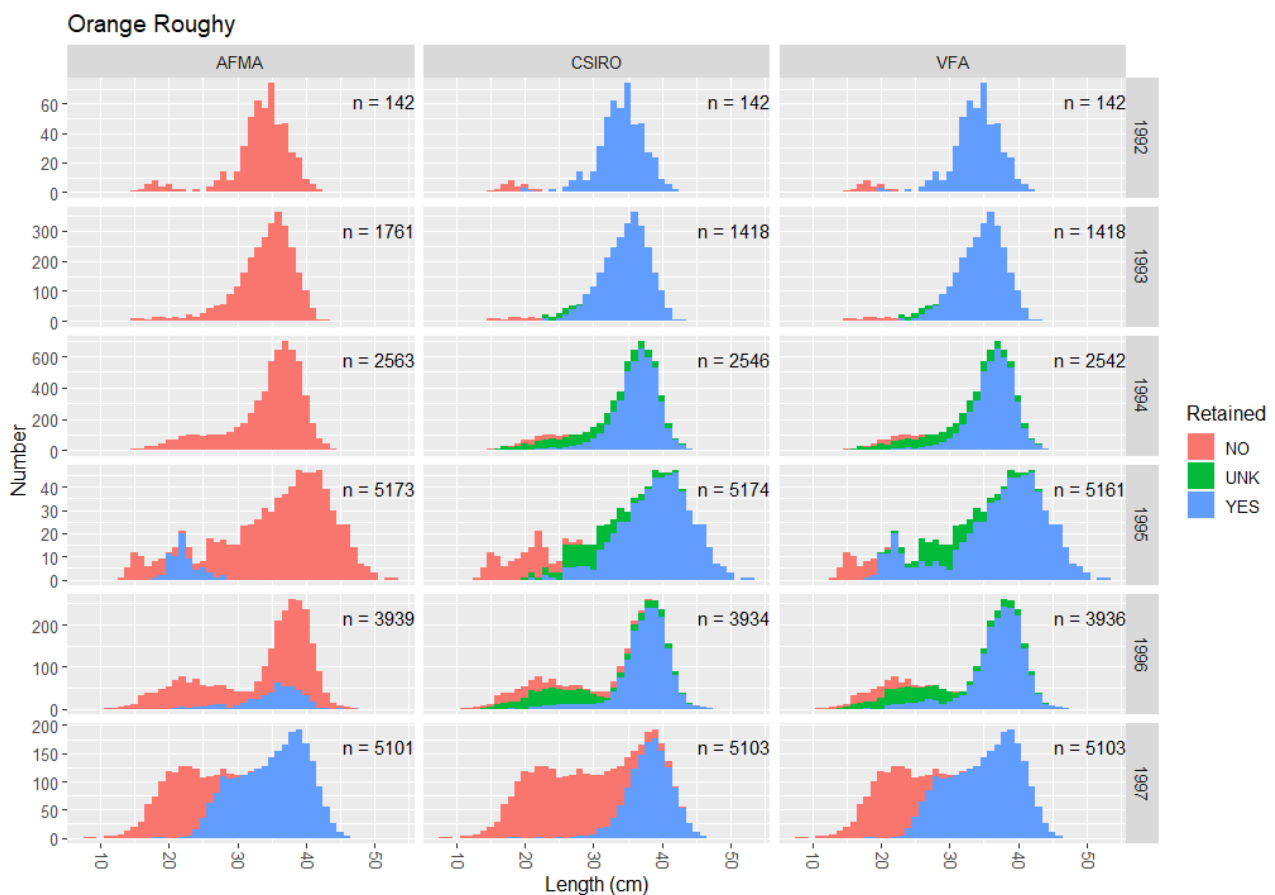 Orange Roughy
AFMA CSIRO VFA
n = 142 n = 142 n = 142
60
40
20
0
1992
n = 1761 n = 1418 n = 1418
300
200
100
0
1993
n = 2563 n = 2546 n = 2542
600
400
200
0
1994
n = 5173 n = 5174 n = 5161
40
30
20
10
0
1995
n = 3939 n = 3934 n = 3936
200
100
0
1996
n = 5101 n = 5103 n = 5103
200
150
100
50
0
1997
Number
10 20 30 40 50 10 20 30 40 50 10 20 30 40 50
Length (cm)
Retained
NO
UNK
YES